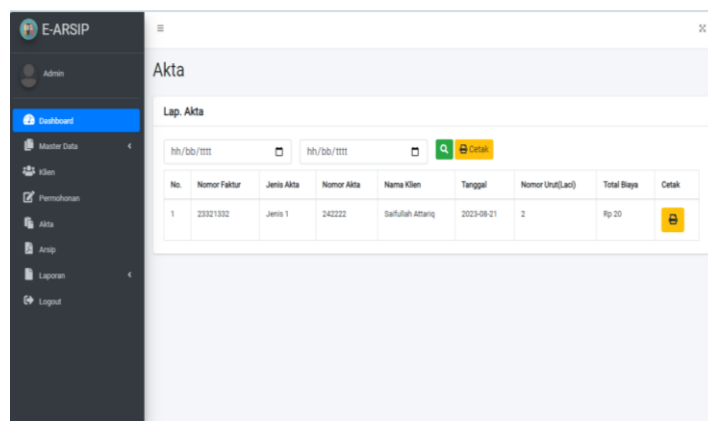 E-ARSIP
Admin
Dashboard
Master Data
Klien
Permohonan
Akta
Arsip
Laporan
Logout
Akta
Lap. Akta
hh/bb/tttt hh/bb/tttt Cetak
No. Nomor Faktur Jenis Akta Nomor Akta Nama Klien Tanggal Nomor Urut(Laci) Total Biaya Cetak
1 23321332 Jenis 1 242222 Saifullah Attariq 2023-08-21 2 Rp 20